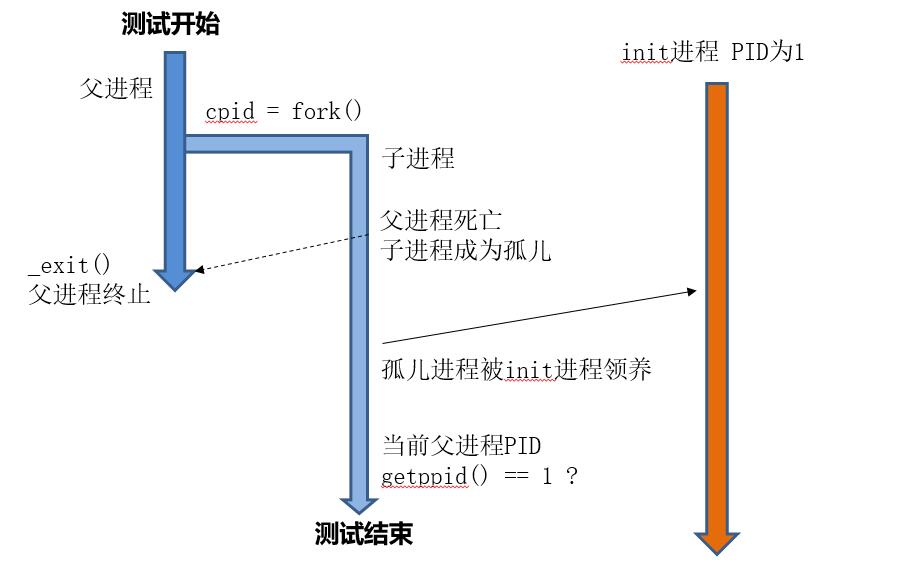 测试开始
init进程 PID为1
父进程
cpid = fork()
子进程
父进程死亡
子进程成为孤儿
_exit()
父进程终止
孤儿进程被init进程领养
当前父进程PID
getppid() == 1 ?
测试结束